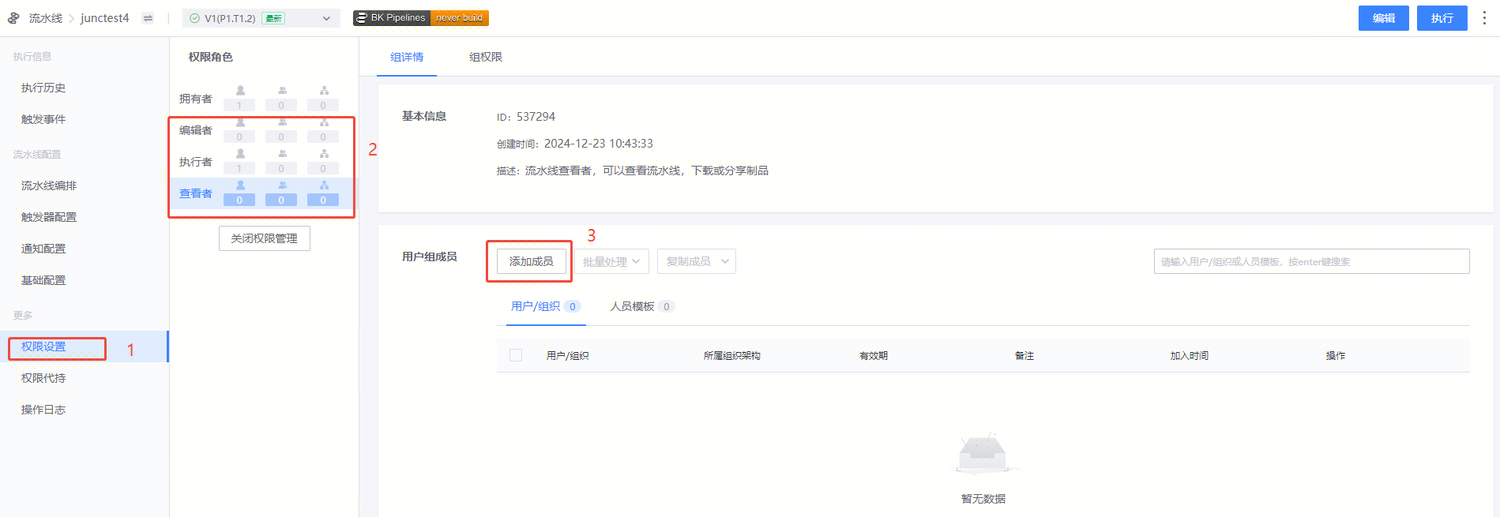 流水线 junctest4 V1(P1.T1.2) 最新 BK Pipelines never build 编辑 执行
执行信息
执行历史
触发事件
流水线配置
流水线编排
触发器配置
通知配置
基础配置
更多
权限设置 1
权限代持
操作日志
权限角色
拥有者 1 0 0
编辑者 0 0 0
执行者 1 0 0
查看者 0 0 0
2
关闭权限管理
组详情 组权限
基本信息 ID：537294
创建时间：2024-12-23 10:43:33
描述：流水线查看者，可以查看流水线，下载或分享制品
3
用户组成员 添加成员 批量处理 复制成员 请输入用户/组织或人员模板，按enter键搜索
用户/组织 0 人员模板 0
用户/组织 所属组织架构 有效期 备注 加入时间 操作
暂无数据